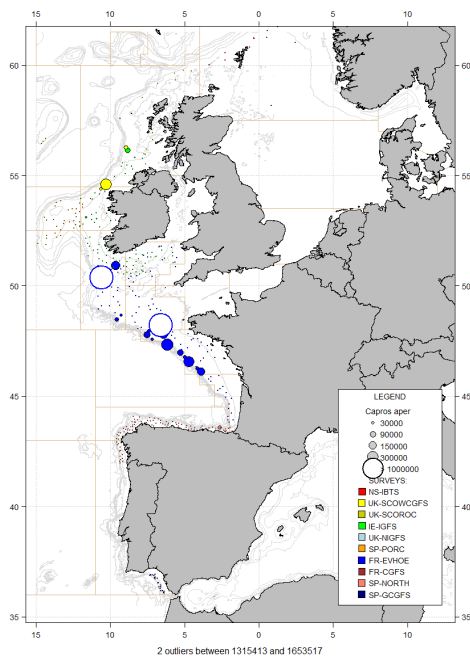 15 10 5 0 5 10
60 60
55 55
50 50
45 45
40 40
35 35
LEGEND
Capros aper
30000
90000
150000
300000
1000000
SURVEYS:
NS-IBTS
UK-SCOWCGFS
UK-SCOROC
IE-IGFS
UK-NIGFS
SP-PORC
FR-EVHOE
FR-CGFS
SP-NORTH
SP-GCGFS
15 10 5 0 5 10
2 outliers between 1315413 and 1653517